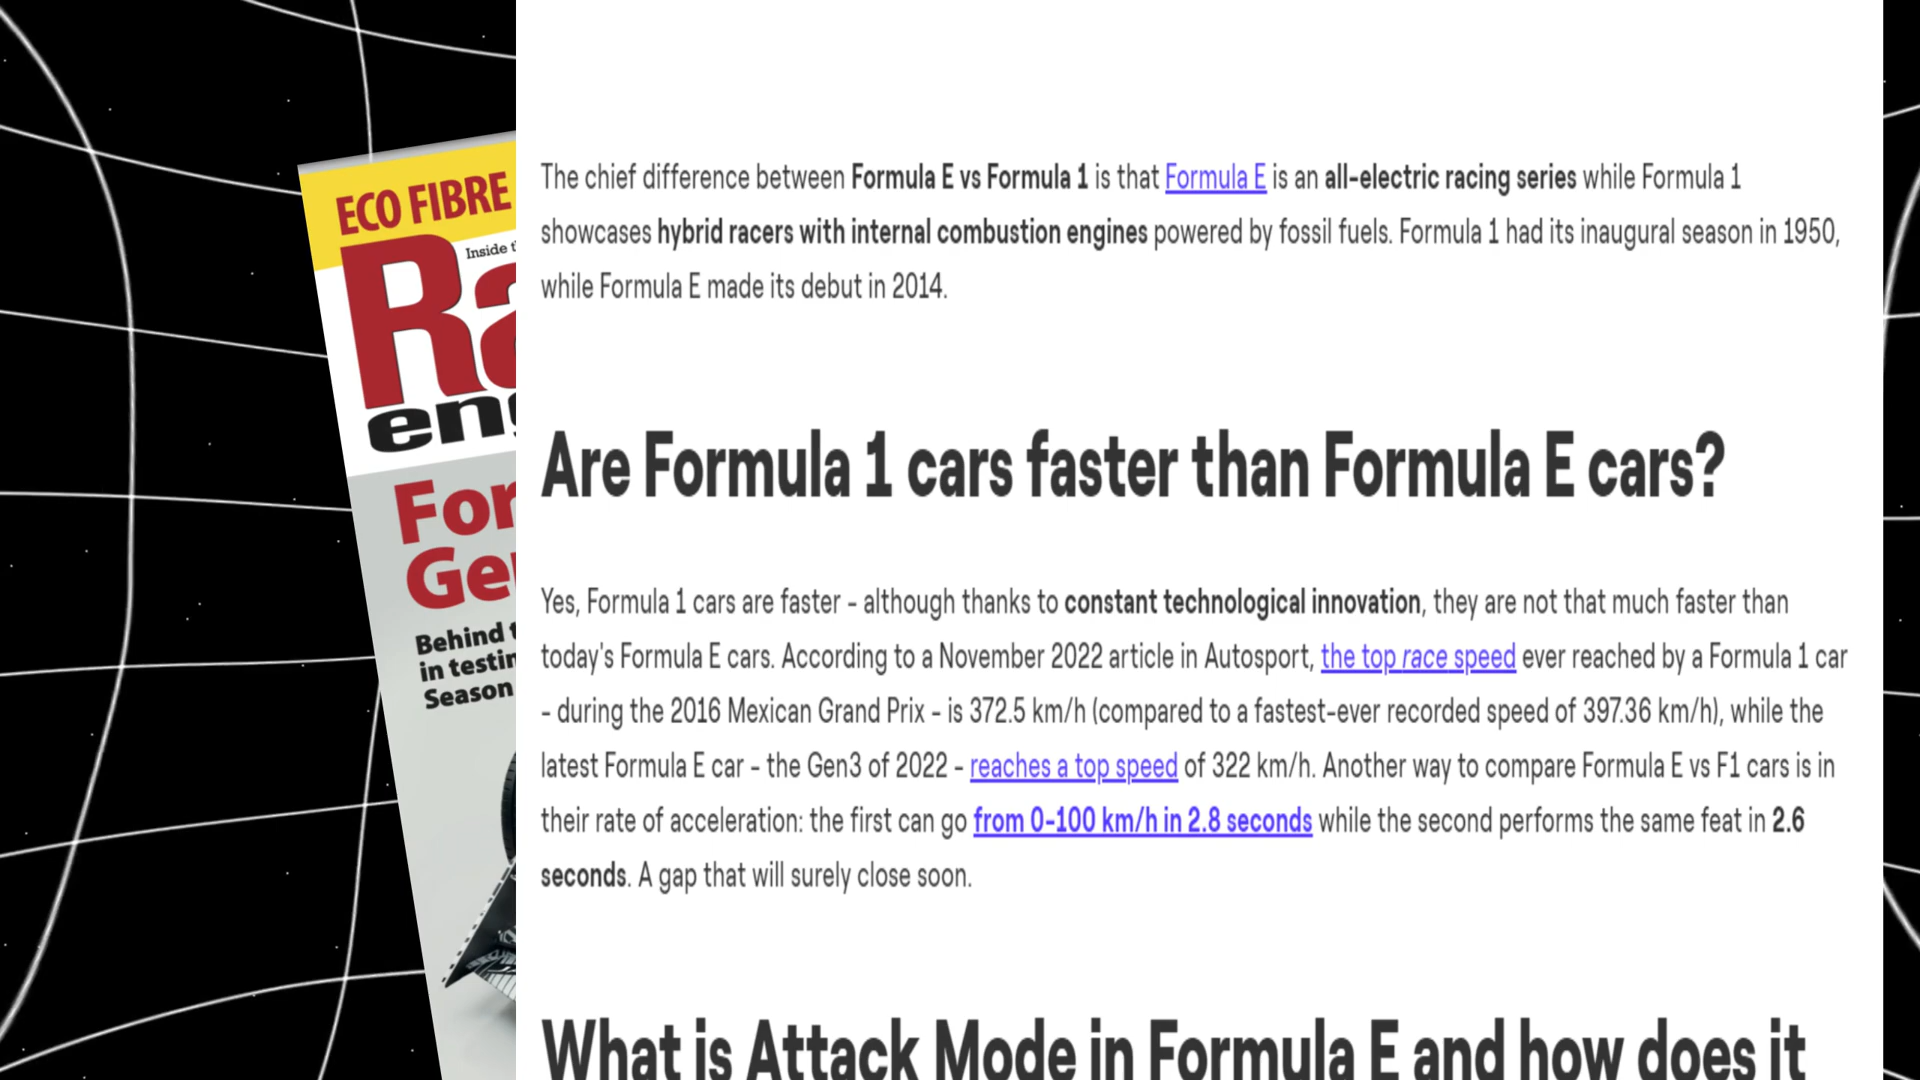 ECO FIBRE
Inside
eng
Behind
Season
The chief difference between Formula E vs Formula 1 is that Formula E is an all-electric racing series while Formula 1
showcases hybrid racers with internal combustion engines powered by fossil fuels. Formula 1 had its inaugural season in 1950,
while Formula E made its debut in 2014.
Are Formula 1 cars faster than Formula E cars?
Yes, Formula 1 cars are faster - although thanks to constant technological innovation, they are not that much faster than
today's Formula E cars. According to a November 2022 article in Autosport, the top race speed ever reached by a Formula 1 car
- during the 2016 Mexican Grand Prix - is 372.5 km/h (compared to a fastest-ever recorded speed of 397.36 km/h), while the
latest Formula E car - the Gen3 of 2022 - reaches a top speed of 322 km/h. Another way to compare Formula E vs F1 cars is in
their rate of acceleration: the first can go from 0-100 km/h in 2.8 seconds while the second performs the same feat in 2.6
seconds. A gap that will surely close soon.
What is Attack Mode in Formula E and how does it